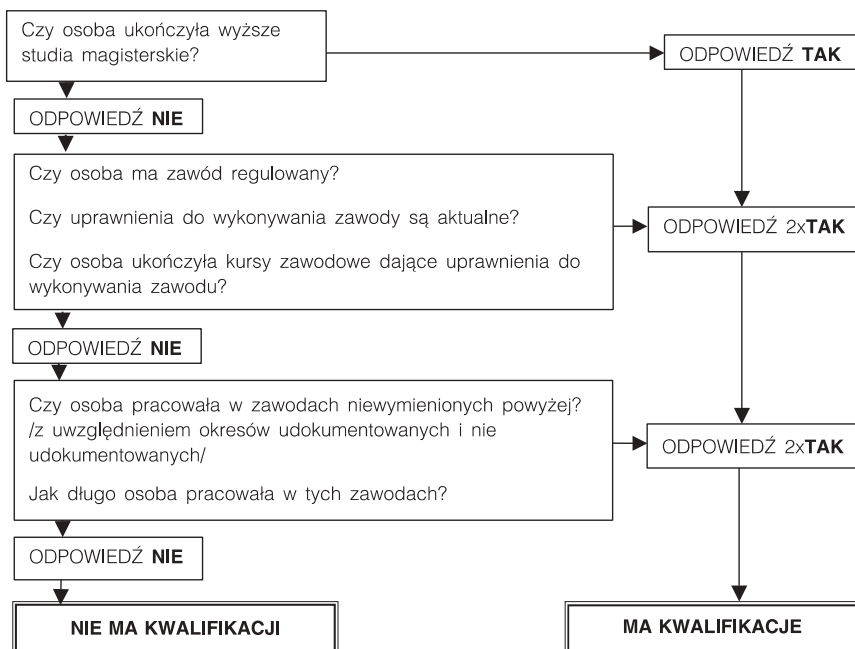 Czy osoba ukończyła wyższe
studia magisterskie?
ODPOWIEDŹ TAK
ODPOWIEDŹ NIE
Czy osoba ma zawód regulowany?
Czy uprawnienia do wykonywania zawody są aktualne?
Czy osoba ukończyła kursy zawodowe dające uprawnienia do
wykonywania zawodu?
ODPOWIEDŹ 2xTAK
ODPOWIEDŹ NIE
Czy osoba pracowała w zawodach niewymienionych powyżej?
/z uwzględnieniem okresów udokumentowanych i nie
udokumentowanych/
Jak długo osoba pracowała w tych zawodach?
ODPOWIEDŹ 2xTAK
ODPOWIEDŹ NIE
NIE MA KWALIFIKACJI
MA KWALIFIKACJE